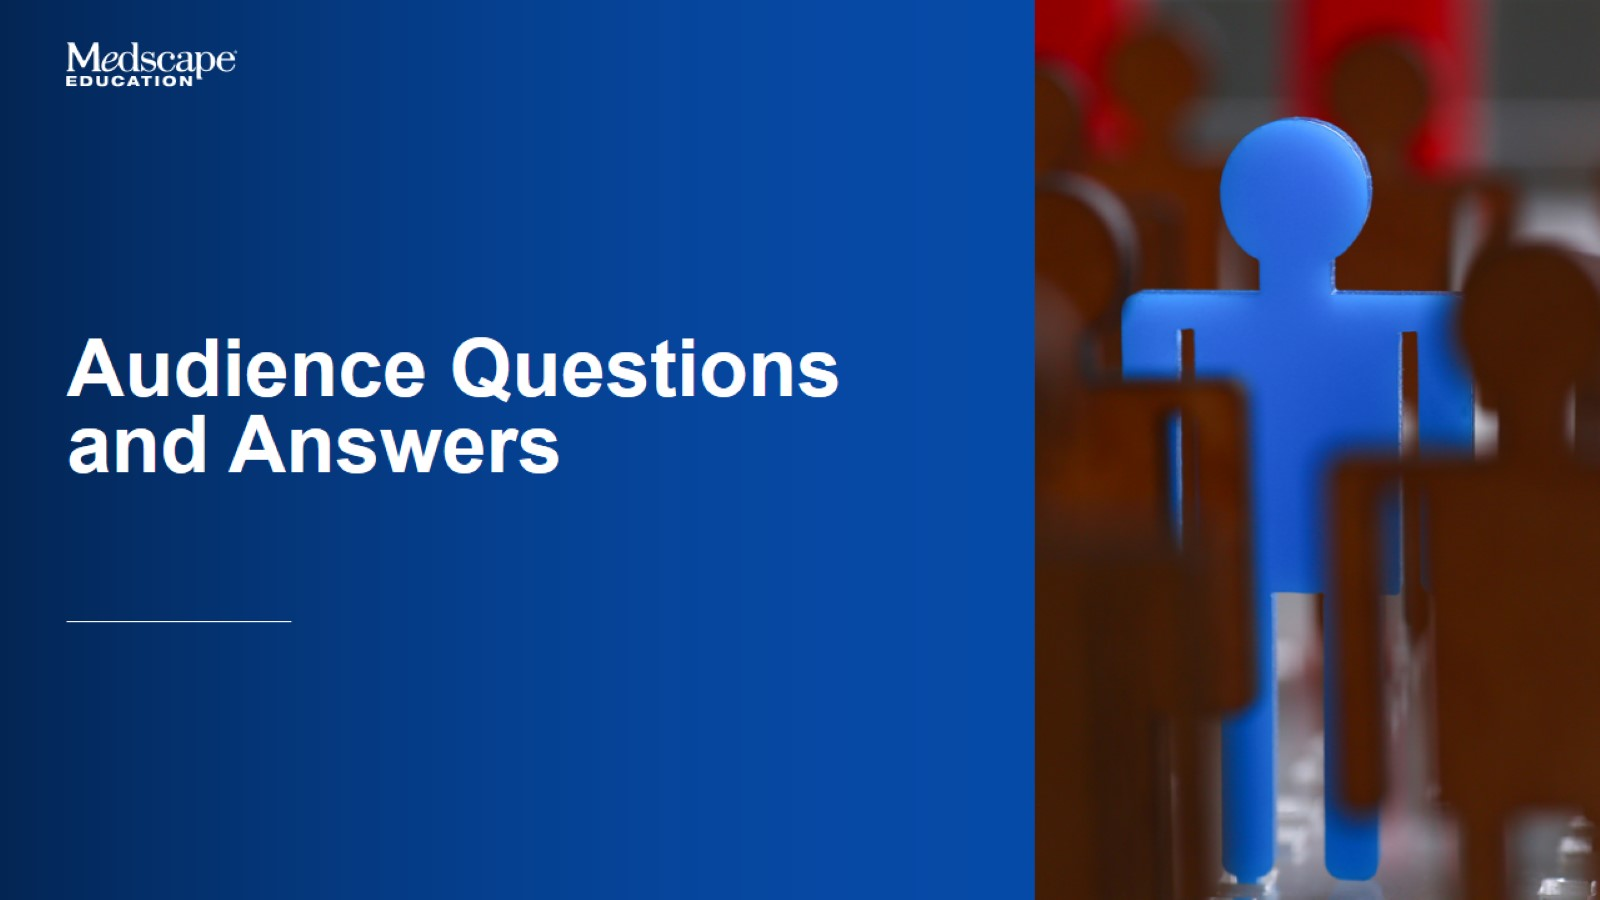 Medscape
EDUCATION
Audience Questions
and Answers